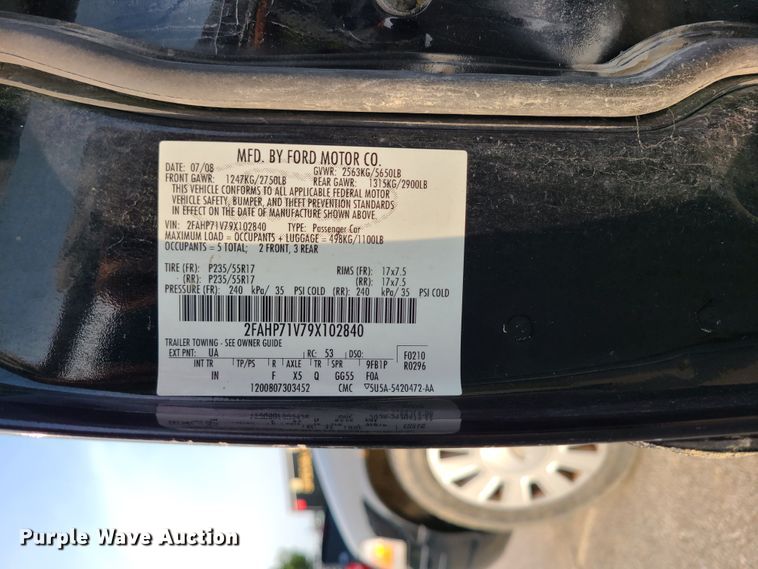 MFD. BY FORD MOTOR CO.
DATE: 07/08 GVWR: 2563KG/5650LB
FRONT GAWR: 1247KG/2750LB REAR GAWR: 1315KG/2900LB
THIS VEHICLE CONFORMS TO ALL APPLICABLE FEDERAL MOTOR
VEHICLE SAFETY, BUMPER, AND THEFT PREVENTION STANDARDS
IN EFFECT ON THE DATE OF MANUFACTURE SHOWN ABOVE.
VIN: 2FAHP71V79X102840 TYPE: Passenger Car
MAXIMUM LOAD = OCCUPANTS + LUGGAGE = 498KG/1100LB
OCCUPANTS = 5 TOTAL; 2 FRONT, 3 REAR
TIRE (FR): P235/55R17 RIMS (FR): 17x7.5
(RR): P235/55R17 (RR): 17x7.5
PRESSURE (FR): 240 kPa/ 35 PSI COLD (RR): 240 kPa/35 PSI COLD
2FAHP71V79X102840
TRAILER TOWING - SEE OWNER GUIDE
EXT PNT: UA RC: 53 DSO: F0210
INT TR TP/PS R AXLE TR SPR 9FB1P R0296
IN F X5 Q GG55 F0A
1200807303452 CMC ▽5U5A-5420472-AA
Purple Wave Auction